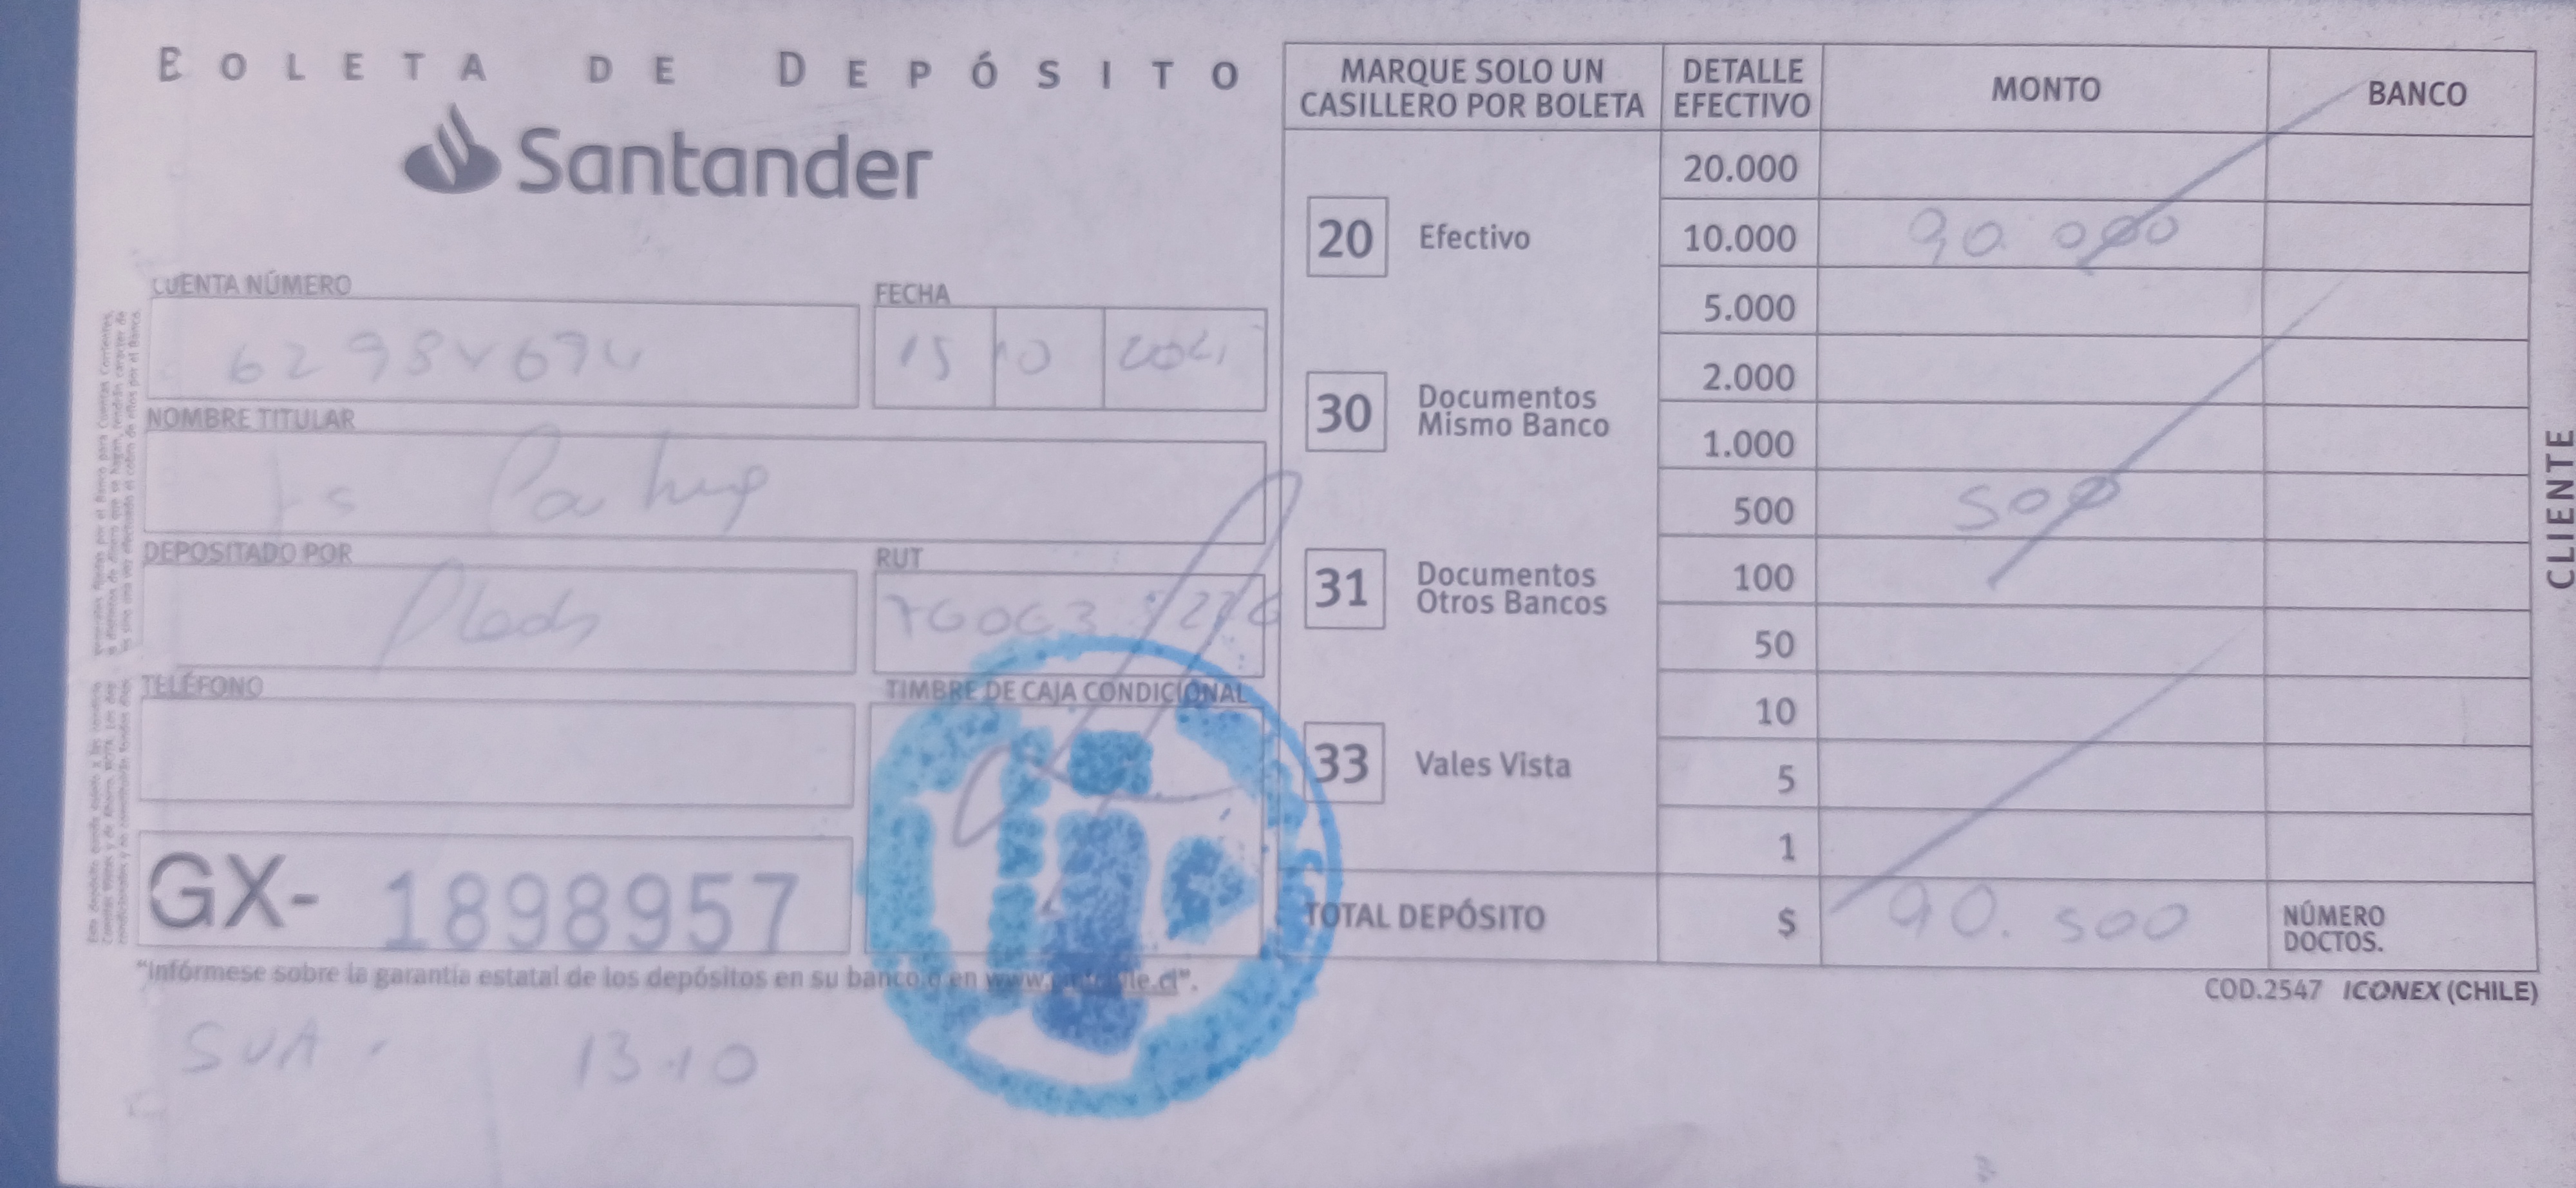 BOLETA DE DEPÓSITO
Santander
CUENTA NÚMERO
FECHA
15 10 2021
NOMBRE TITULAR
DEPOSITADO POR
RUT
TELÉFONO
TIMBRE DE CAJA CONDICIONAL
GX- 1898957
"Infórmese sobre la garantía estatal de los depósitos en su banco o en
SUA. 13-10
MARQUE SOLO UN CASILLERO POR BOLETA
20 Efectivo
30 Documentos Mismo Banco
31 Documentos Otros Bancos
33 Vales Vista
DETALLE EFECTIVO MONTO BANCO
20.000
10.000 90.000
5.000
2.000
1.000
500 500
100
50
10
5
1
TOTAL DEPÓSITO $ 90.500 NÚMERO DOCTOS.
COD.2547 ICONEX (CHILE)
CLIENTE